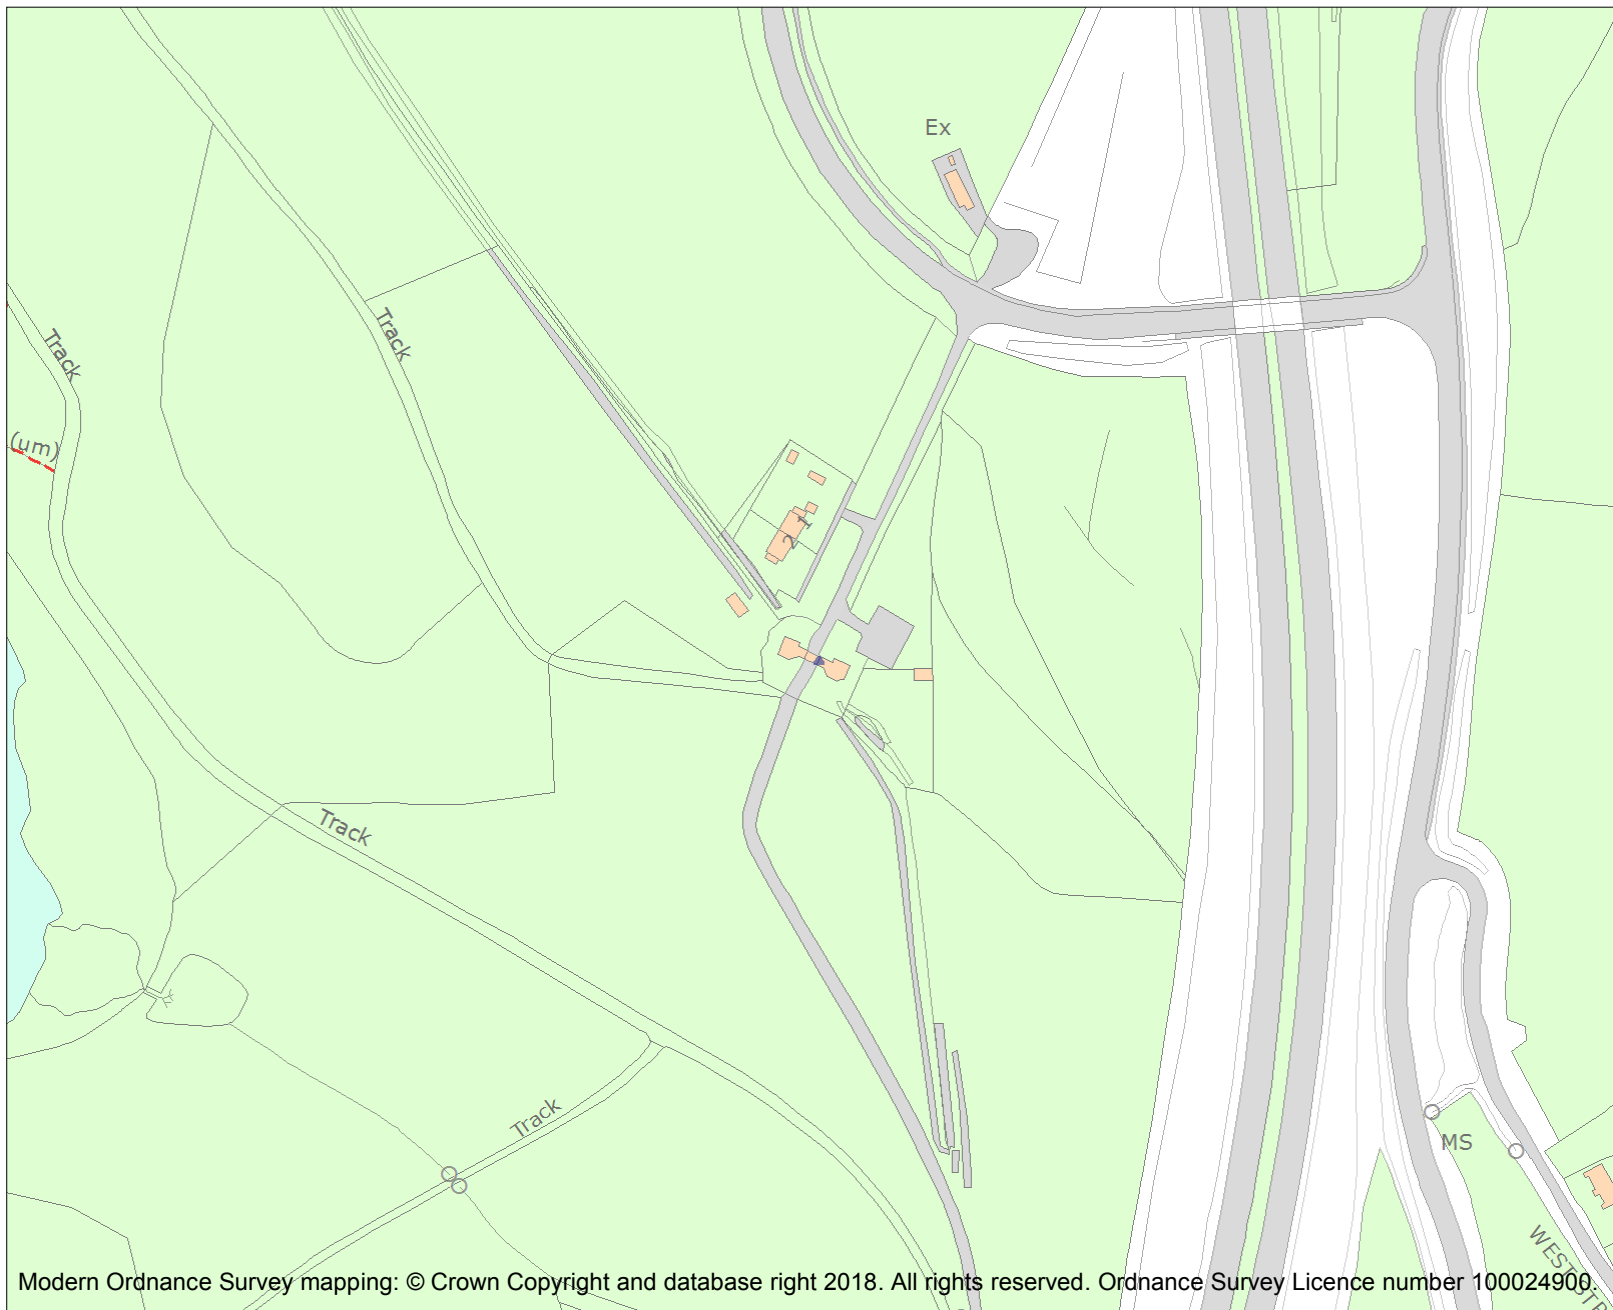 Ex
Track
Track
(um)
1
2
Track
Track
MS
Modern Ordnance Survey mapping: © Crown Copyright and database right 2018. All rights reserved. Ordnance Survey Licence number 100024900.